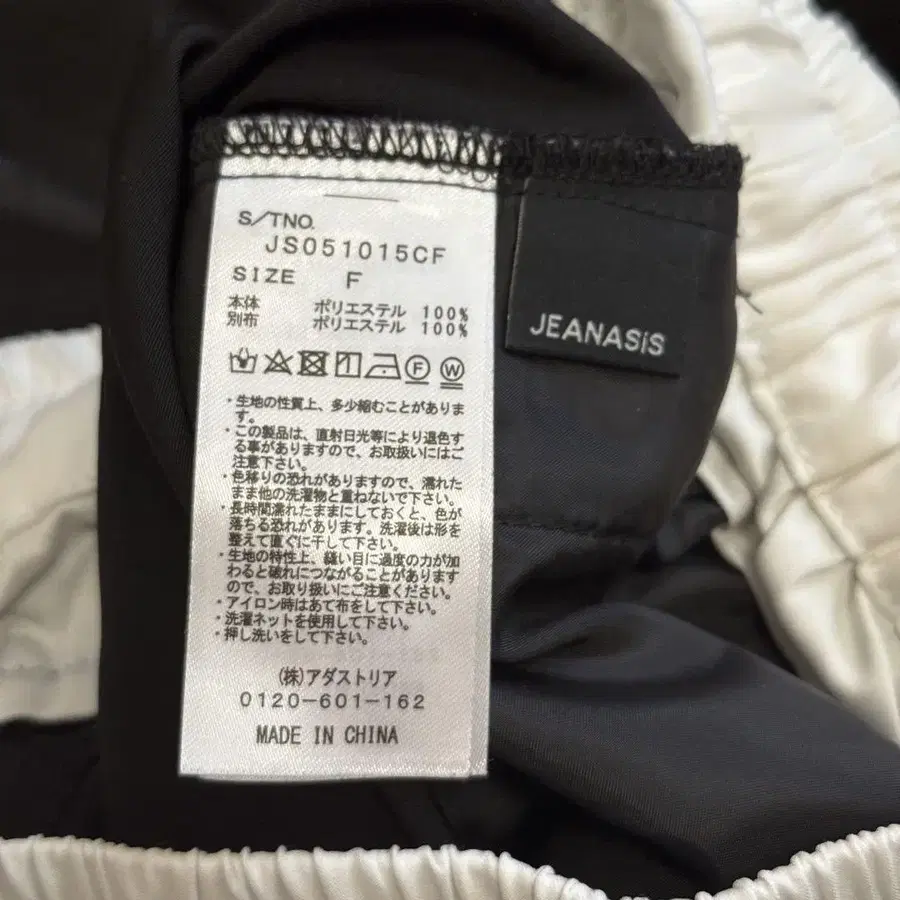 S/TNO.
JS051015CF
SIZE F
本体 ポリエステル 100%
別布 ポリエステル 100%
F W
・生地の性質上、多少縮むことがありま
す。
・この製品は、直射日光等により退色す
る事がありますので、お取扱いにはご
注意下さい。
・色移りの恐れがありますので、濡れた
まま他の洗濯物と重ねないで下さい。
・長時間濡れたままにしておくと、色が
落ちる恐れがあります。洗濯後は形を
整えて直ぐに干して下さい。
・生地の特性上、縫い目に過度の力が加
わると破れにつながることがあります
ので、お取り扱いにご注意ください。
・アイロン時はあて布をして下さい。
・洗濯ネットを使用して下さい。
・押し洗いをして下さい。
(株)アダストリア
0120-601-162
MADE IN CHINA
JEANASiS